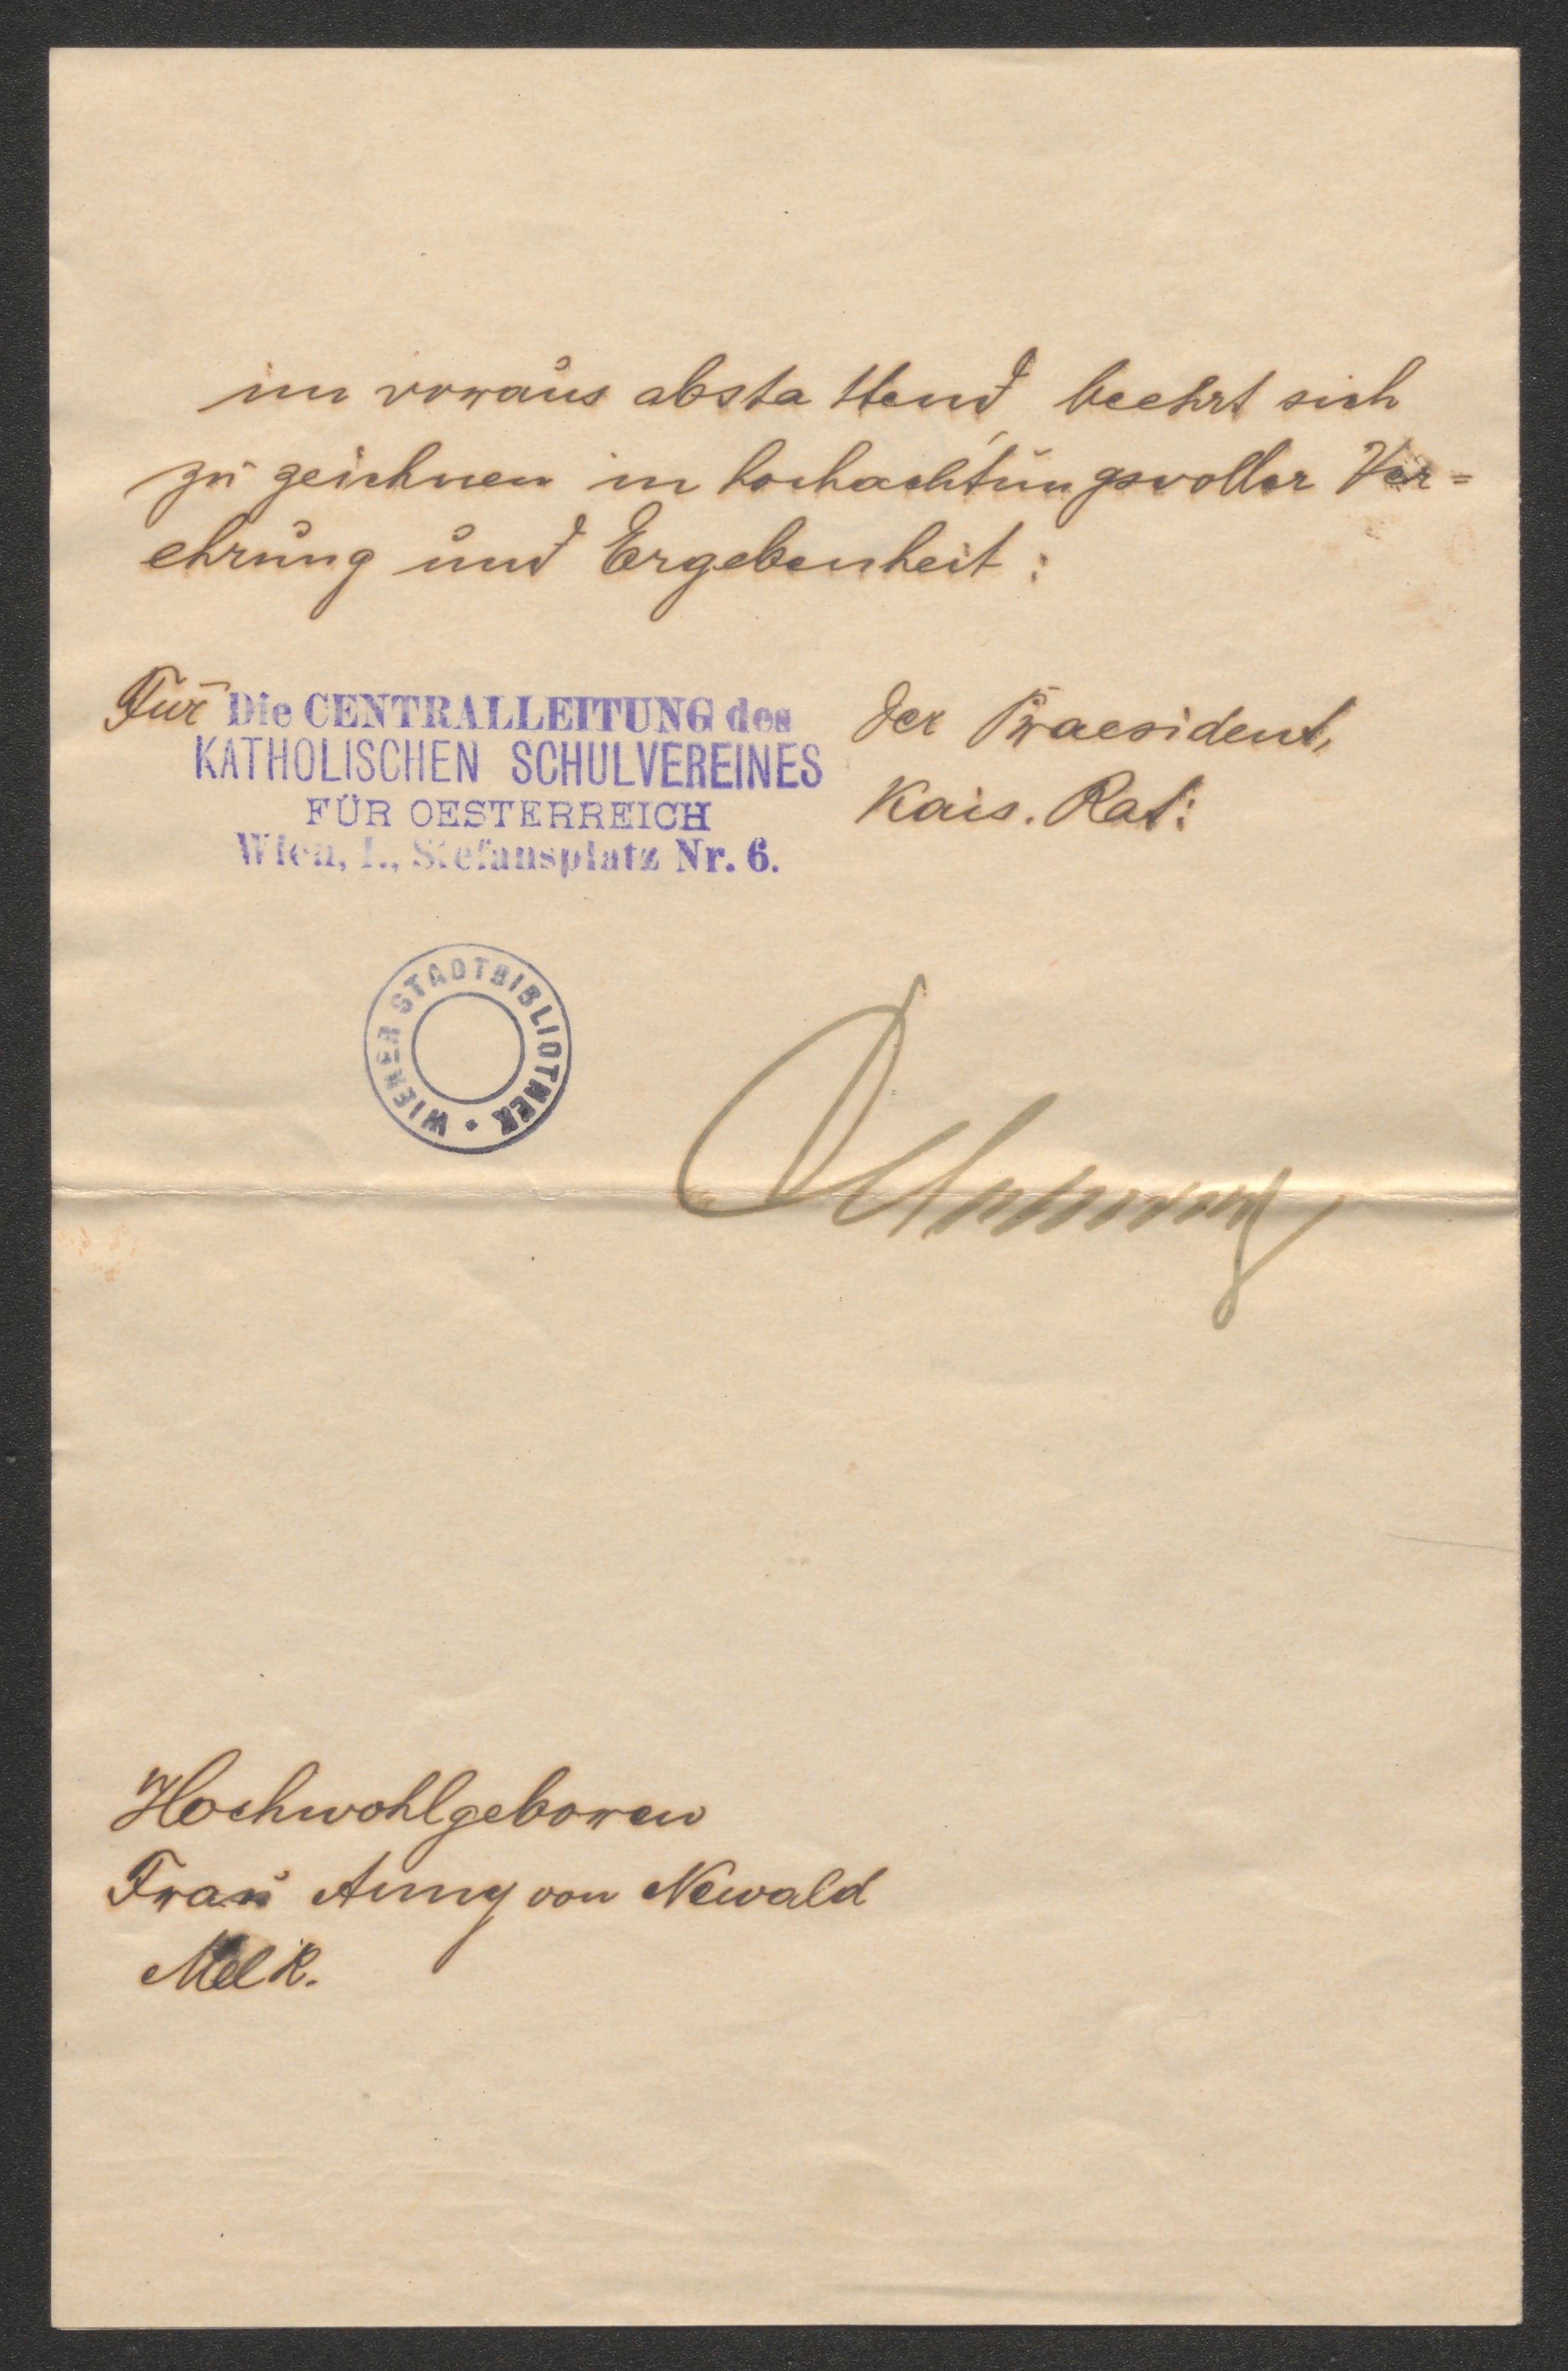 im voraus abstattend beehrt sich
zu zeichnen in hochachtungsvoller Ver=
ehrung und Ergebenheit:
Für Die CENTRALLEITUNG des
KATHOLISCHEN SCHULVEREINES
FÜR OESTERREICH
Wien, I., Stefansplatz Nr. 6.
der Praesident,
Kais. Rat:
WIENER STADTBIBLIOTHEK
Hochwohlgeboren
Frau Anny von Newald
Melk.